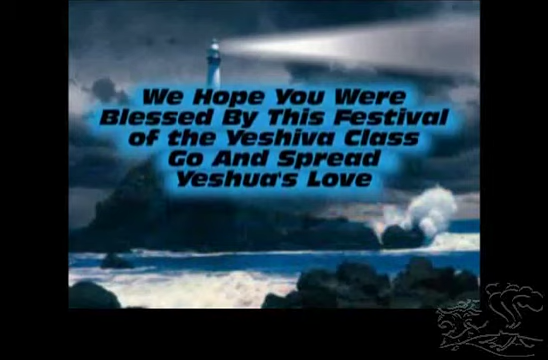 We Hope You Were
Blessed By This Festival
of the Yeshiva Class
Go And Spread
Yeshua's Love